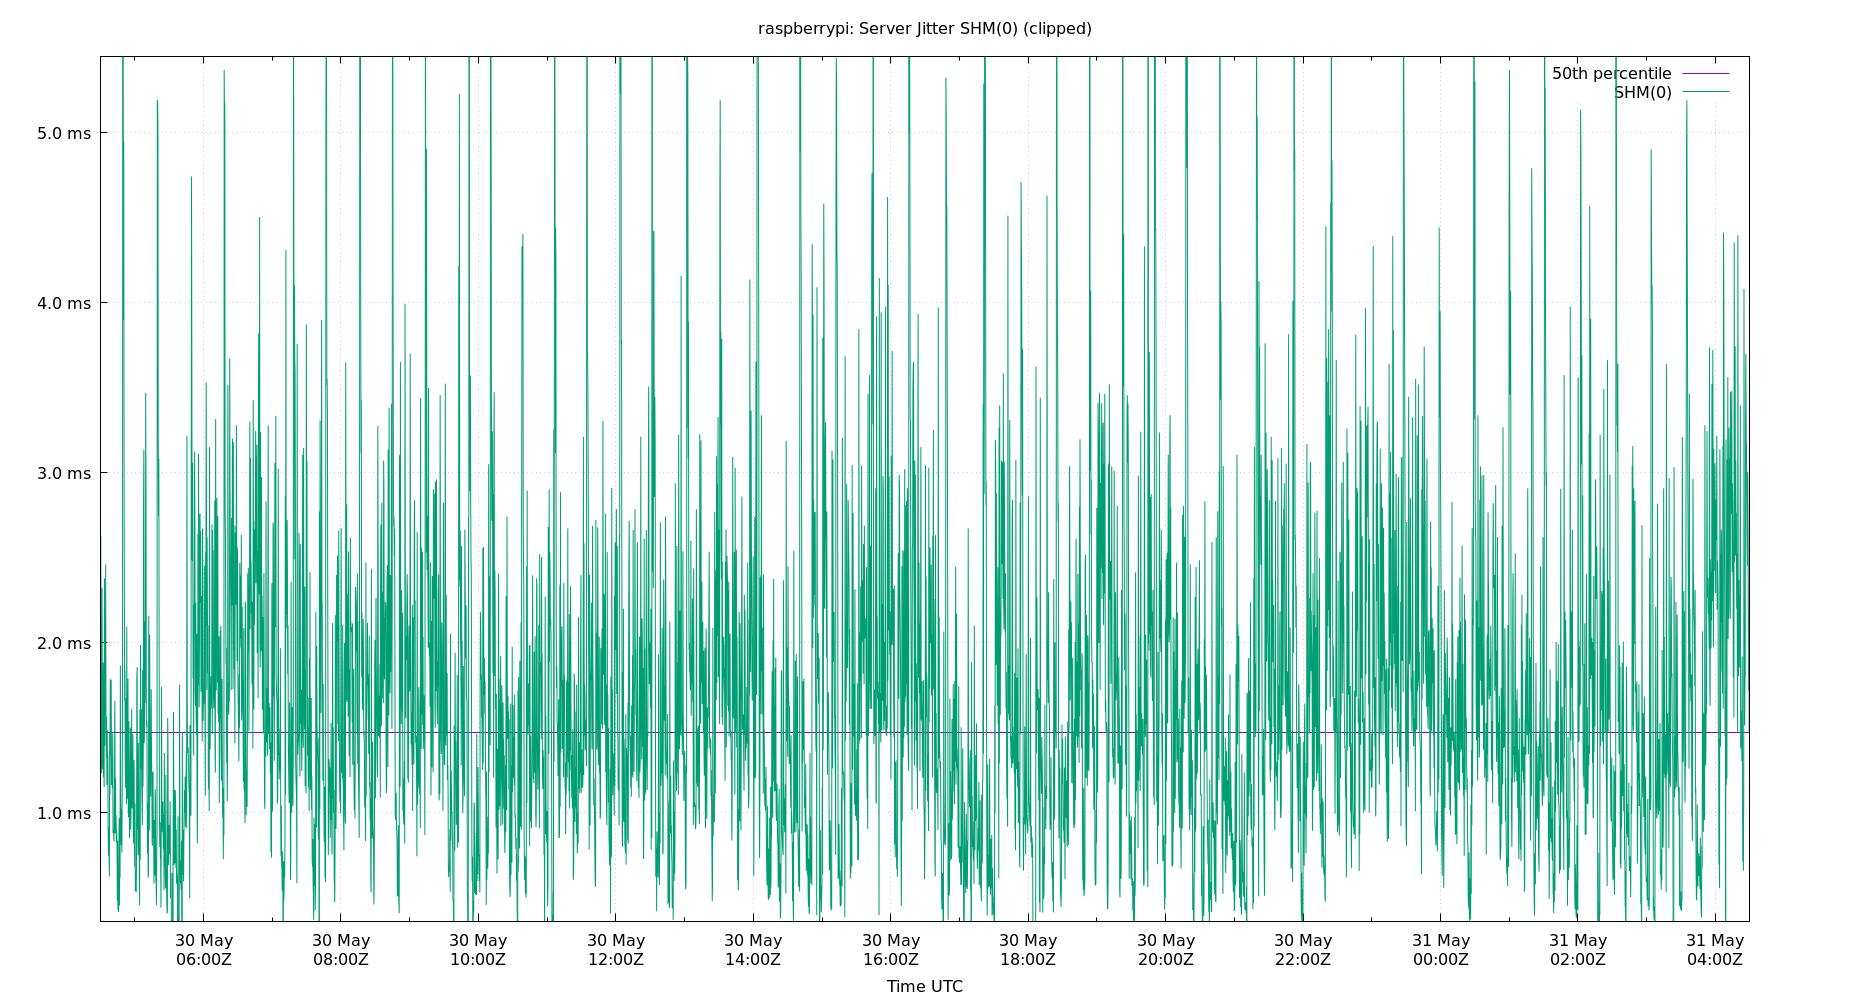 raspberrypi: Server Jitter SHM(0) (clipped)
50th percentile
SHM(0)
5.0 ms
4.0 ms
3.0 ms
2.0 ms
1.0 ms
30 May 30 May 30 May 30 May 30 May 30 May 30 May 30 May 30 May 31 May 31 May 31 May
06:00Z 08:00Z 10:00Z 12:00Z 14:00Z 16:00Z 18:00Z 20:00Z 22:00Z 00:00Z 02:00Z 04:00Z
Time UTC